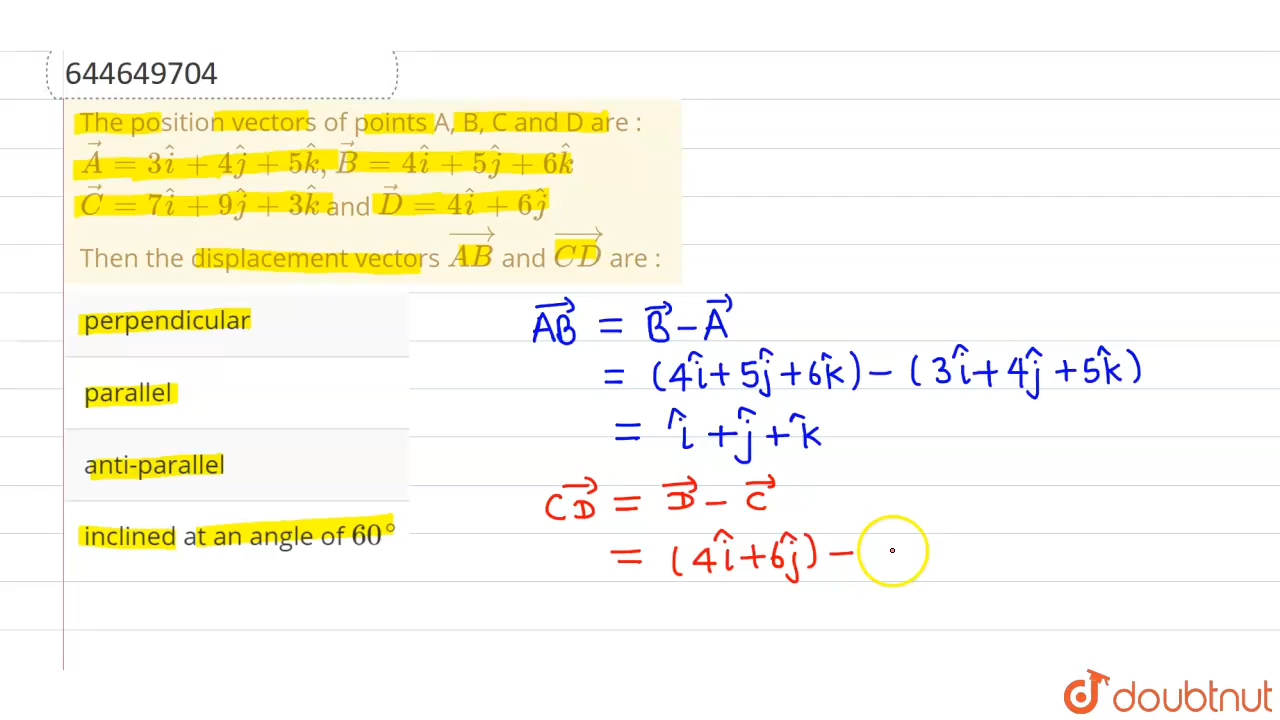 644649704
The position vectors of points A, B, C and D are :
$\vec{A} = 3\hat{i} + 4\hat{j} + 5\hat{k}, \vec{B} = 4\hat{i} + 5\hat{j} + 6\hat{k}$
$\vec{C} = 7\hat{i} + 9\hat{j} + 3\hat{k}$ and $\vec{D} = 4\hat{i} + 6\hat{j}$
Then the displacement vectors $\overrightarrow{AB}$ and $\overrightarrow{CD}$ are :
perpendicular
parallel
anti-parallel
inclined at an angle of 60°
$\overrightarrow{AB} = \vec{B} - \vec{A}$
$= (4\hat{i} + 5\hat{j} + 6\hat{k}) - (3\hat{i} + 4\hat{j} + 5\hat{k})$
$= \hat{i} + \hat{j} + \hat{k}$
$\overrightarrow{CD} = \vec{D} - \vec{C}$
$= (4\hat{i} + 6\hat{j}) -$
doubtnut